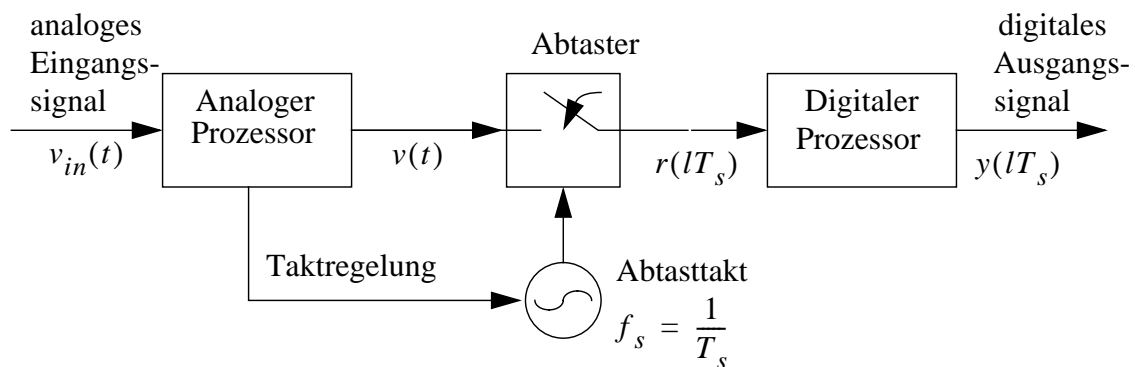 analoges
Eingangs-
signal
v_in(t)
Analoger
Prozessor
v(t)
Abtaster
r(lT_s)
Digitaler
Prozessor
digitales
Ausgangs-
signal
y(lT_s)
Taktregelung
Abtasttakt
f_s = 1/T_s